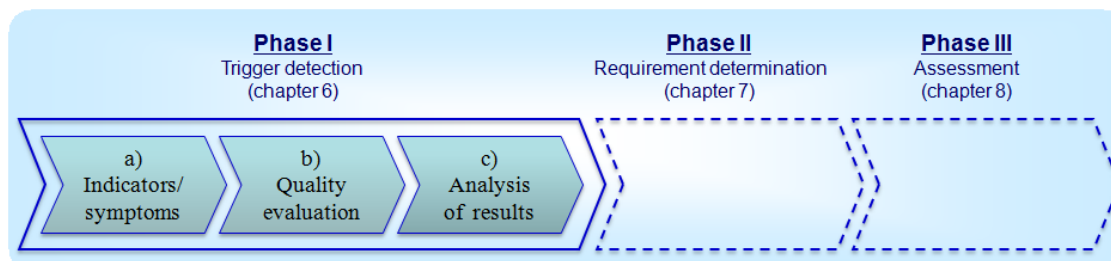 Phase I
Trigger detection
(chapter 6)
Phase II
Requirement determination
(chapter 7)
Phase III
Assessment
(chapter 8)
a)
Indicators/
symptoms
b)
Quality
evaluation
c)
Analysis
of results